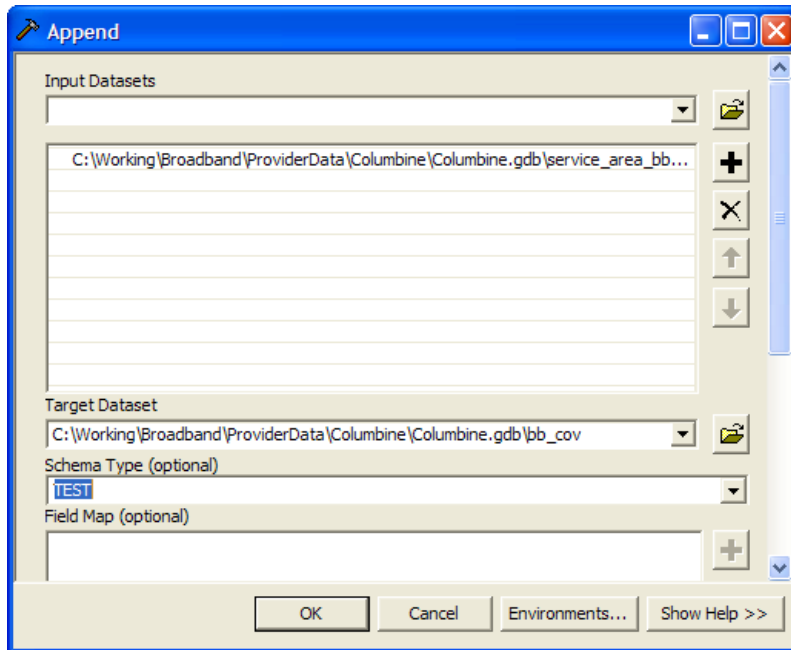 Append
Input Datasets
C:\Working\Broadband\ProviderData\Columbine\Columbine.gdb\service_area_bb...
Target Dataset
C:\Working\Broadband\ProviderData\Columbine\Columbine.gdb\bb_cov
Schema Type (optional)
TEST
Field Map (optional)
OK Cancel Environments... Show Help >>